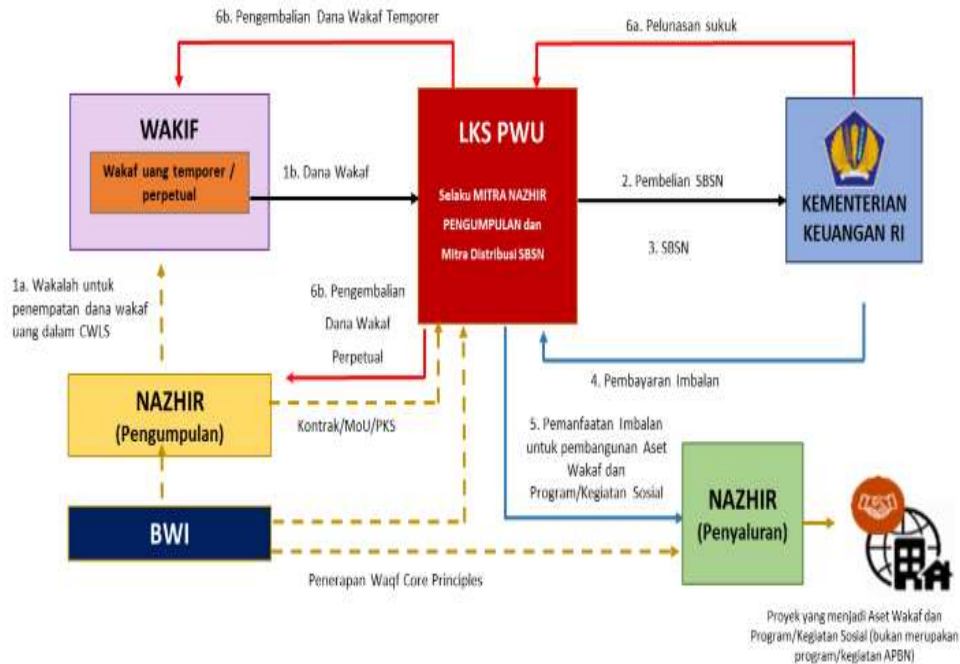 6b. Pengembalian Dana Wakaf Temporer
6a. Pelunasan sukuk
WAKIF
Wakaf uang temporer /
perpetual
1b. Dana Wakaf
LKS PWU
Selaku MITRA NAZHIR
PENGUMPULAN dan
Mitra Distribusi SBSN
2. Pembelian SBSN
3. SBSN
KEMENTERIAN
KEUANGAN RI
1a. Wakalah untuk
penempatan dana wakaf
uang dalam CWLS
6b. Pengembalian
Dana Wakaf
Perpetual
4. Pembayaran Imbalan
NAZHIR
(Pengumpulan)
Kontrak/MoU/PKS
5. Pemanfaatan Imbalan
untuk pembangunan Aset
Wakaf dan
Program/Kegiatan Sosial
NAZHIR
(Penyaluran)
BWI
Penerapan Waqf Core Principles
Proyek yang menjadi Aset Wakaf dan
Program/Kegiatan Sosial (bukan merupakan
program/kegiatan APBN)